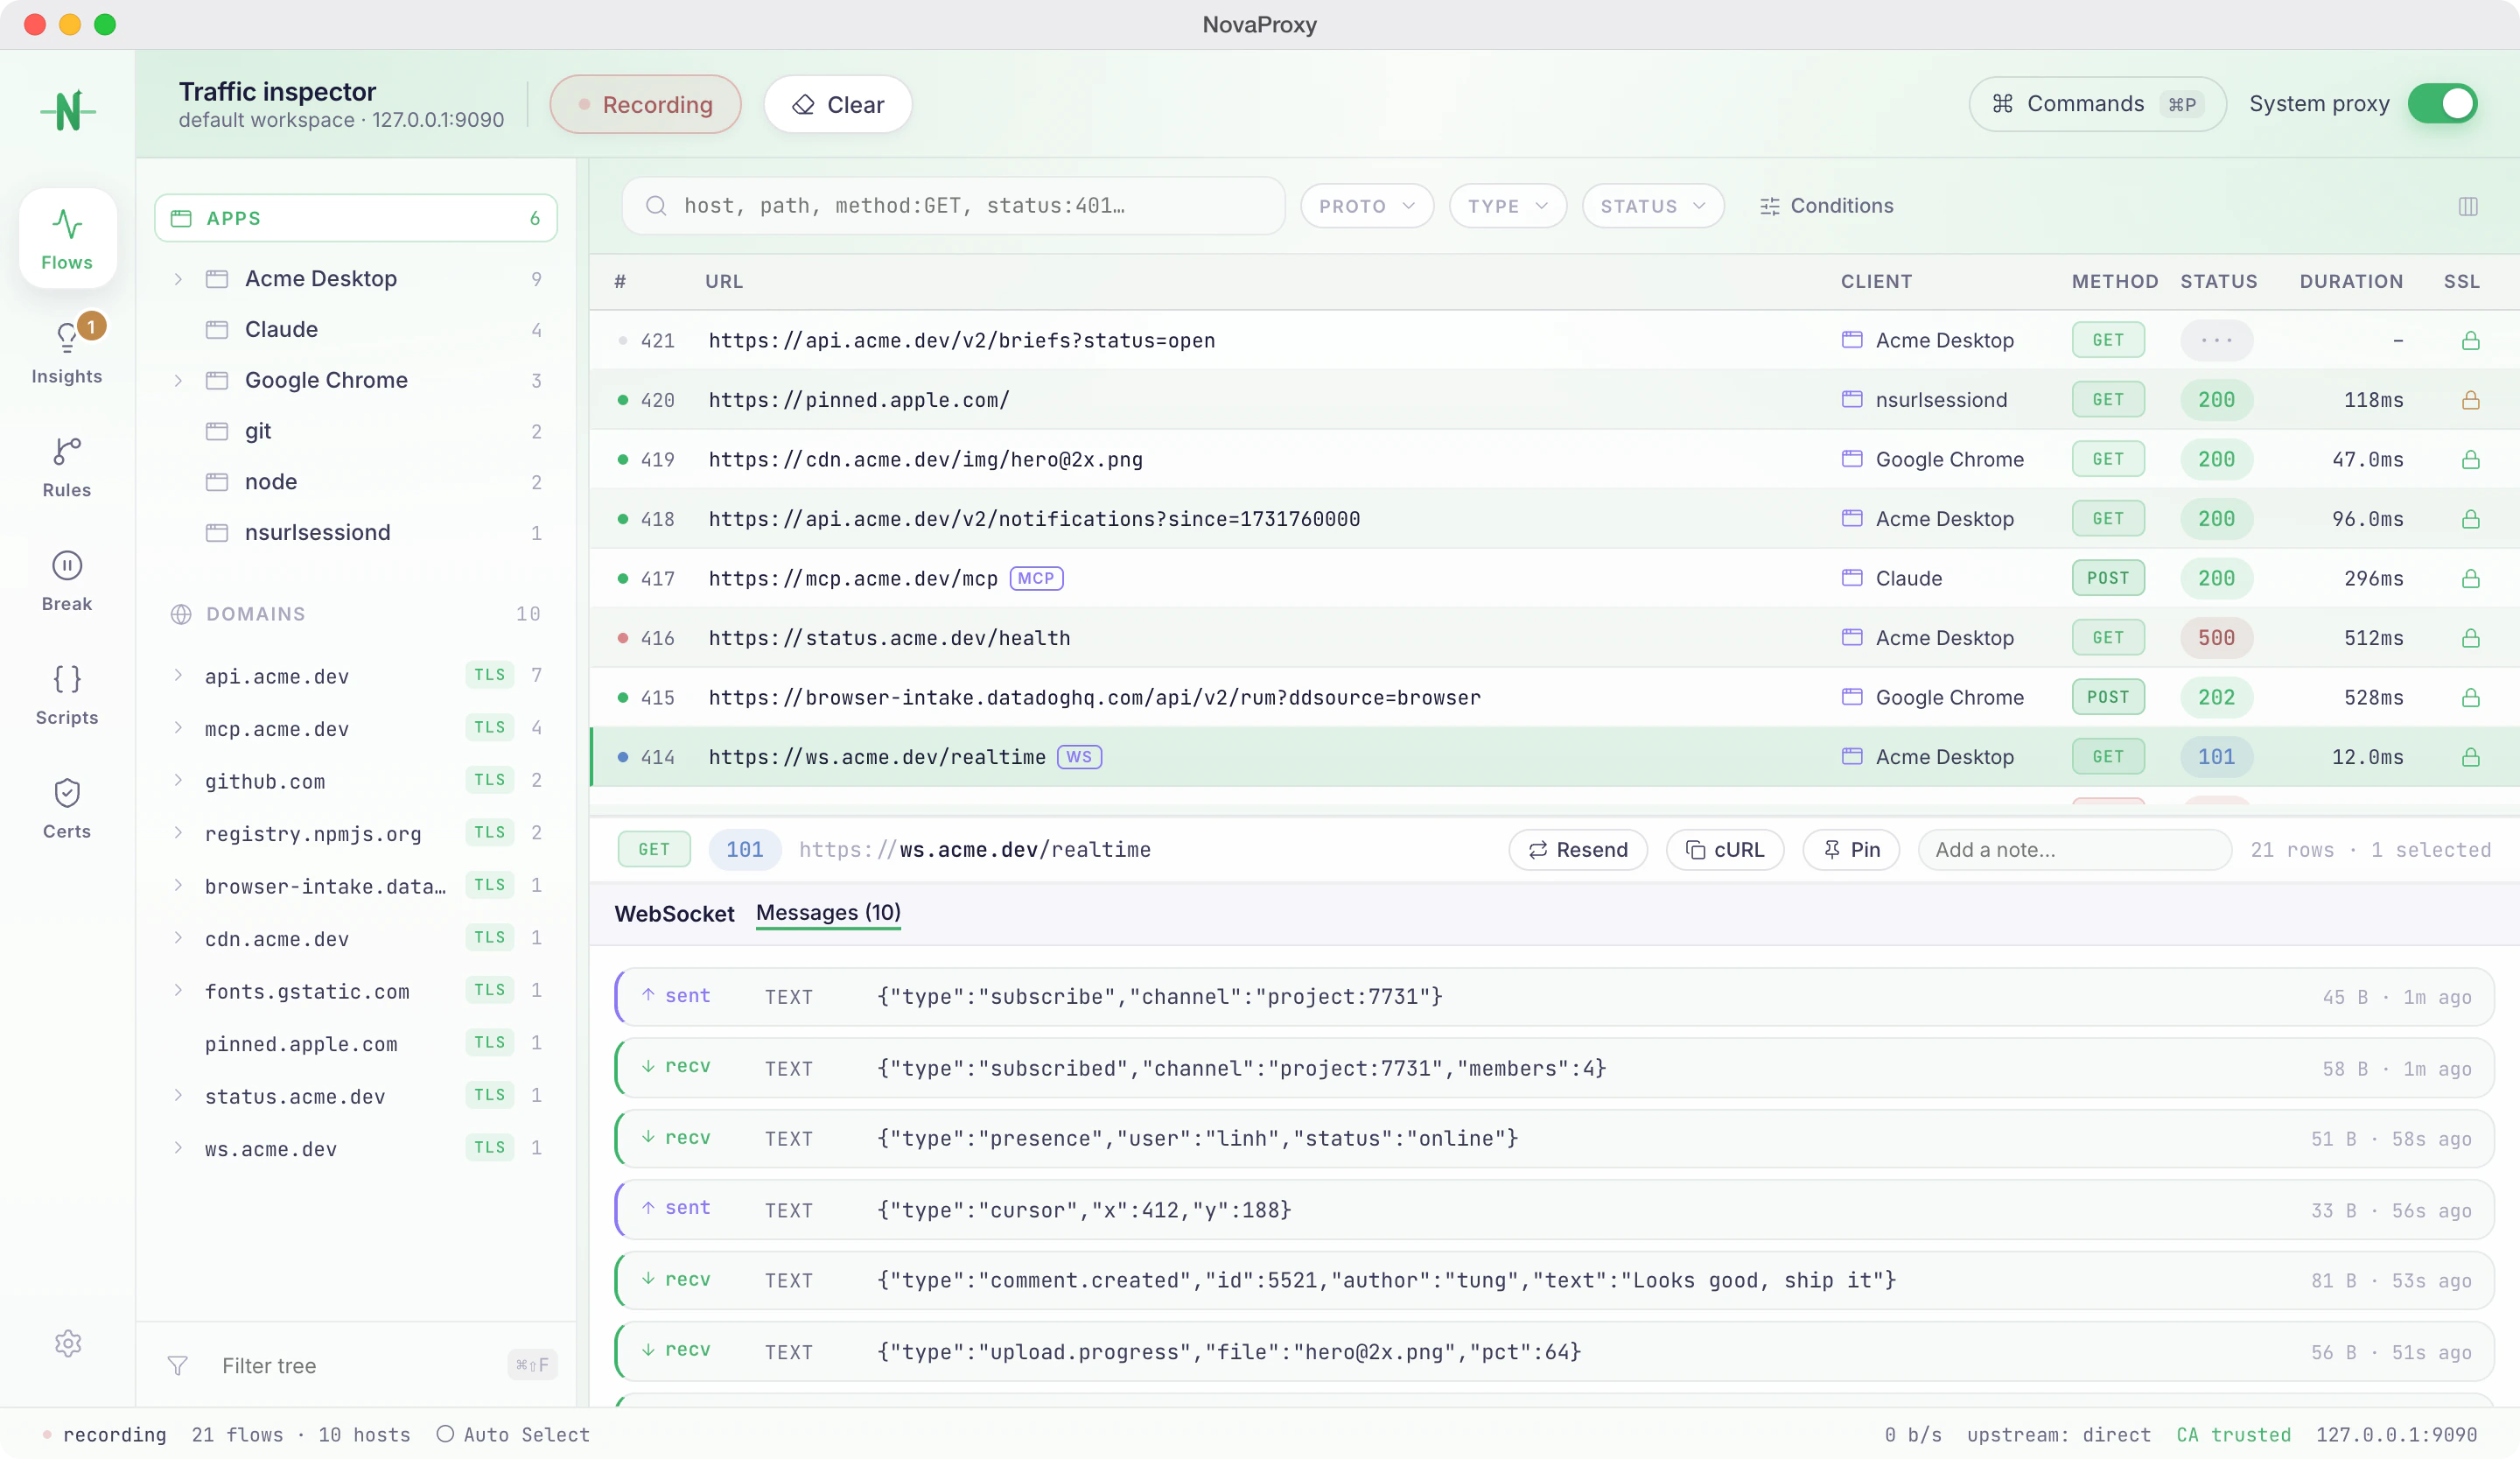 NovaProxy
Traffic inspector
default workspace · 127.0.0.1:9090
Recording
Clear
Commands ⌘P
System proxy
N
Flows
1
Insights
Rules
Break
Scripts
Certs
APPS 6
Acme Desktop 9
Claude 4
Google Chrome 3
git 2
node 2
nsurlsessiond 1
DOMAINS 10
api.acme.dev TLS 7
mcp.acme.dev TLS 4
github.com TLS 2
registry.npmjs.org TLS 2
browser-intake.data… TLS 1
cdn.acme.dev TLS 1
fonts.gstatic.com TLS 1
pinned.apple.com TLS 1
status.acme.dev TLS 1
ws.acme.dev TLS 1
Filter tree ⌘⇧F
host, path, method:GET, status:401…
PROTO TYPE STATUS Conditions
# URL CLIENT METHOD STATUS DURATION SSL
421 https://api.acme.dev/v2/briefs?status=open Acme Desktop GET ··· –
420 https://pinned.apple.com/ nsurlsessiond GET 200 118ms
419 https://cdn.acme.dev/img/hero@2x.png Google Chrome GET 200 47.0ms
418 https://api.acme.dev/v2/notifications?since=1731760000 Acme Desktop GET 200 96.0ms
417 https://mcp.acme.dev/mcp MCP Claude POST 200 296ms
416 https://status.acme.dev/health Acme Desktop GET 500 512ms
415 https://browser-intake.datadoghq.com/api/v2/rum?ddsource=browser Google Chrome POST 202 528ms
414 https://ws.acme.dev/realtime WS Acme Desktop GET 101 12.0ms
GET 101 https://ws.acme.dev/realtime Resend cURL Pin Add a note… 21 rows · 1 selected
WebSocket Messages (10)
↑ sent TEXT {"type":"subscribe","channel":"project:7731"} 45 B · 1m ago
↓ recv TEXT {"type":"subscribed","channel":"project:7731","members":4} 58 B · 1m ago
↓ recv TEXT {"type":"presence","user":"linh","status":"online"} 51 B · 58s ago
↑ sent TEXT {"type":"cursor","x":412,"y":188} 33 B · 56s ago
↓ recv TEXT {"type":"comment.created","id":5521,"author":"tung","text":"Looks good, ship it"} 81 B · 53s ago
↓ recv TEXT {"type":"upload.progress","file":"hero@2x.png","pct":64} 56 B · 51s ago
recording 21 flows · 10 hosts Auto Select
0 b/s upstream: direct CA trusted 127.0.0.1:9090